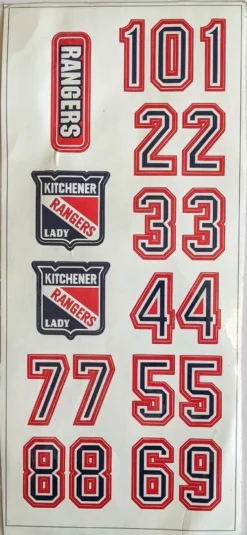 RANGERS
101
22
KITCHENER
RANGERS
LADY
33
KITCHENER
RANGERS
LADY
44
77
55
88
69